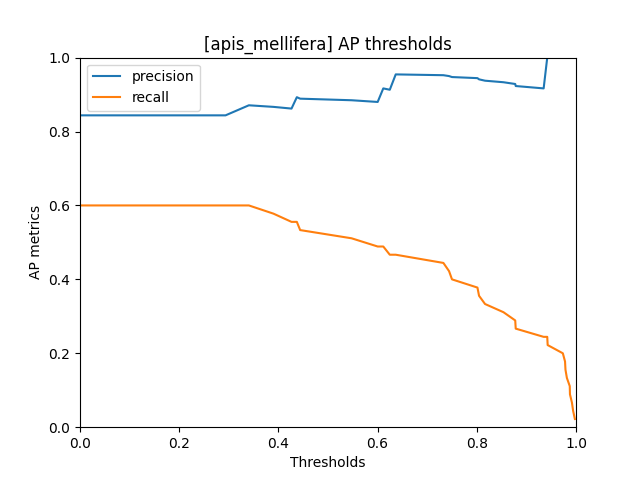 [apis_mellifera] AP thresholds
1.0
0.8
0.6
0.4
0.2
0.0
AP metrics
precision
recall
0.0 0.2 0.4 0.6 0.8 1.0
Thresholds